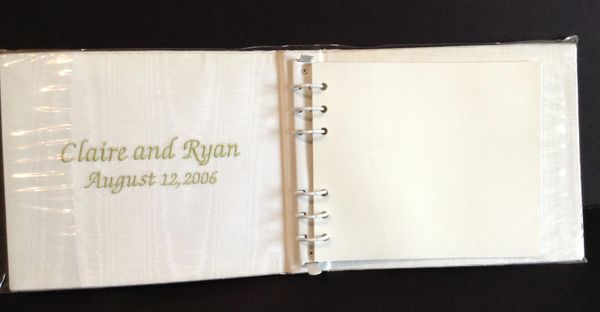 Claire and Ryan
August 12,2006